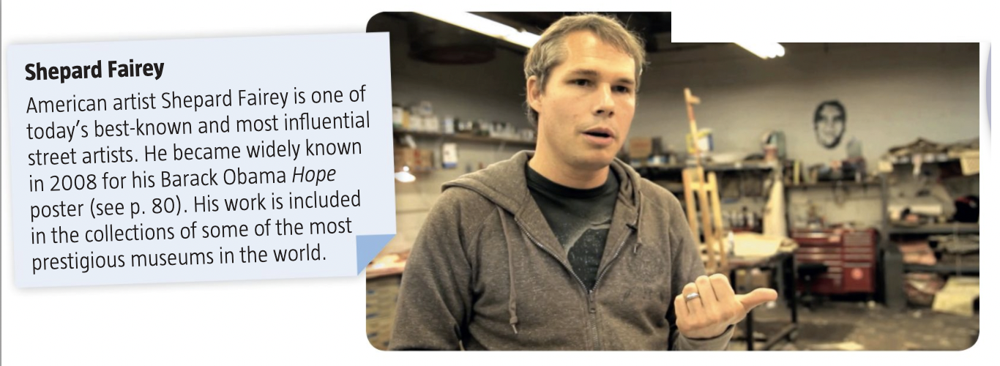 Shepard Fairey
American artist Shepard Fairey is one of
today's best-known and most influential
street artists. He became widely known
in 2008 for his Barack Obama Hope
poster (see p. 80). His work is included
in the collections of some of the most
prestigious museums in the world.